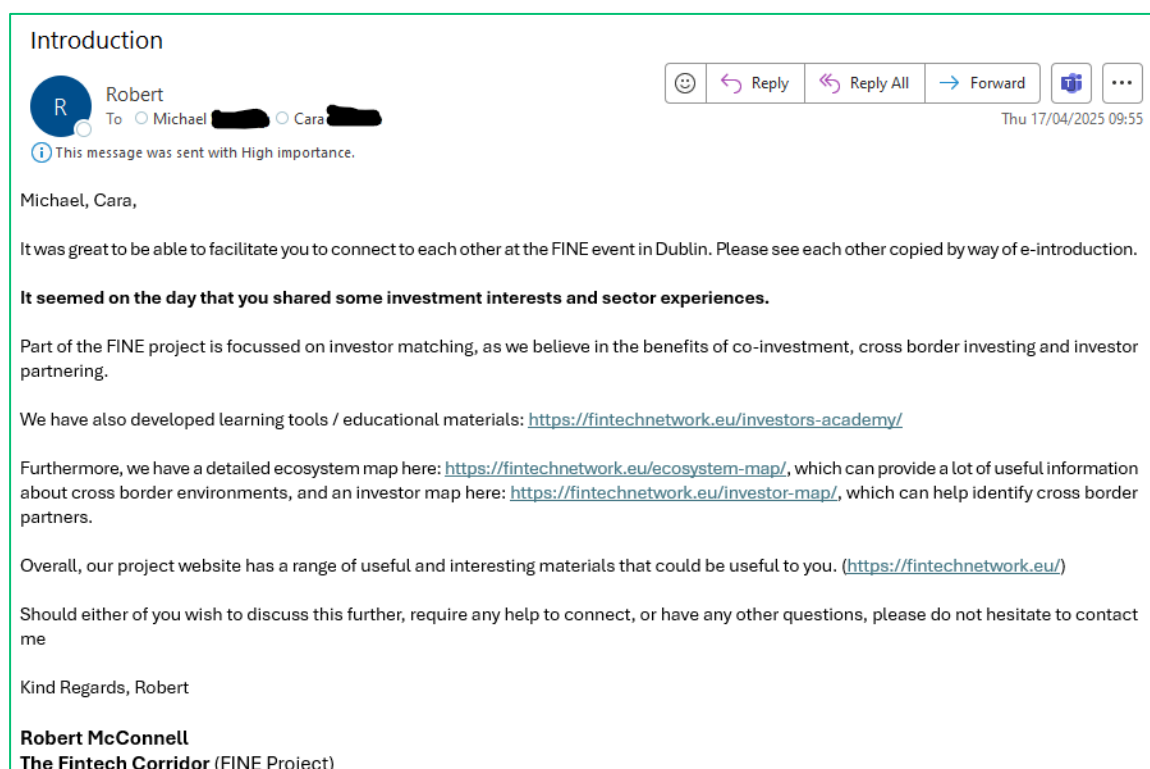 Introduction
R
Robert
To Michael Cara
Reply
Reply All
Forward
Thu 17/04/2025 09:55
This message was sent with High importance.
Michael, Cara,
It was great to be able to facilitate you to connect to each other at the FINE event in Dublin. Please see each other copied by way of e-introduction.
It seemed on the day that you shared some investment interests and sector experiences.
Part of the FINE project is focussed on investor matching, as we believe in the benefits of co-investment, cross border investing and investor
partnering.
We have also developed learning tools / educational materials: https://fintechnetwork.eu/investors-academy/
Furthermore, we have a detailed ecosystem map here: https://fintechnetwork.eu/ecosystem-map/, which can provide a lot of useful information
about cross border environments, and an investor map here: https://fintechnetwork.eu/investor-map/, which can help identify cross border
partners.
Overall, our project website has a range of useful and interesting materials that could be useful to you. (https://fintechnetwork.eu/)
Should either of you wish to discuss this further, require any help to connect, or have any other questions, please do not hesitate to contact
me
Kind Regards, Robert
Robert McConnell
The Fintech Corridor (FINE Project)